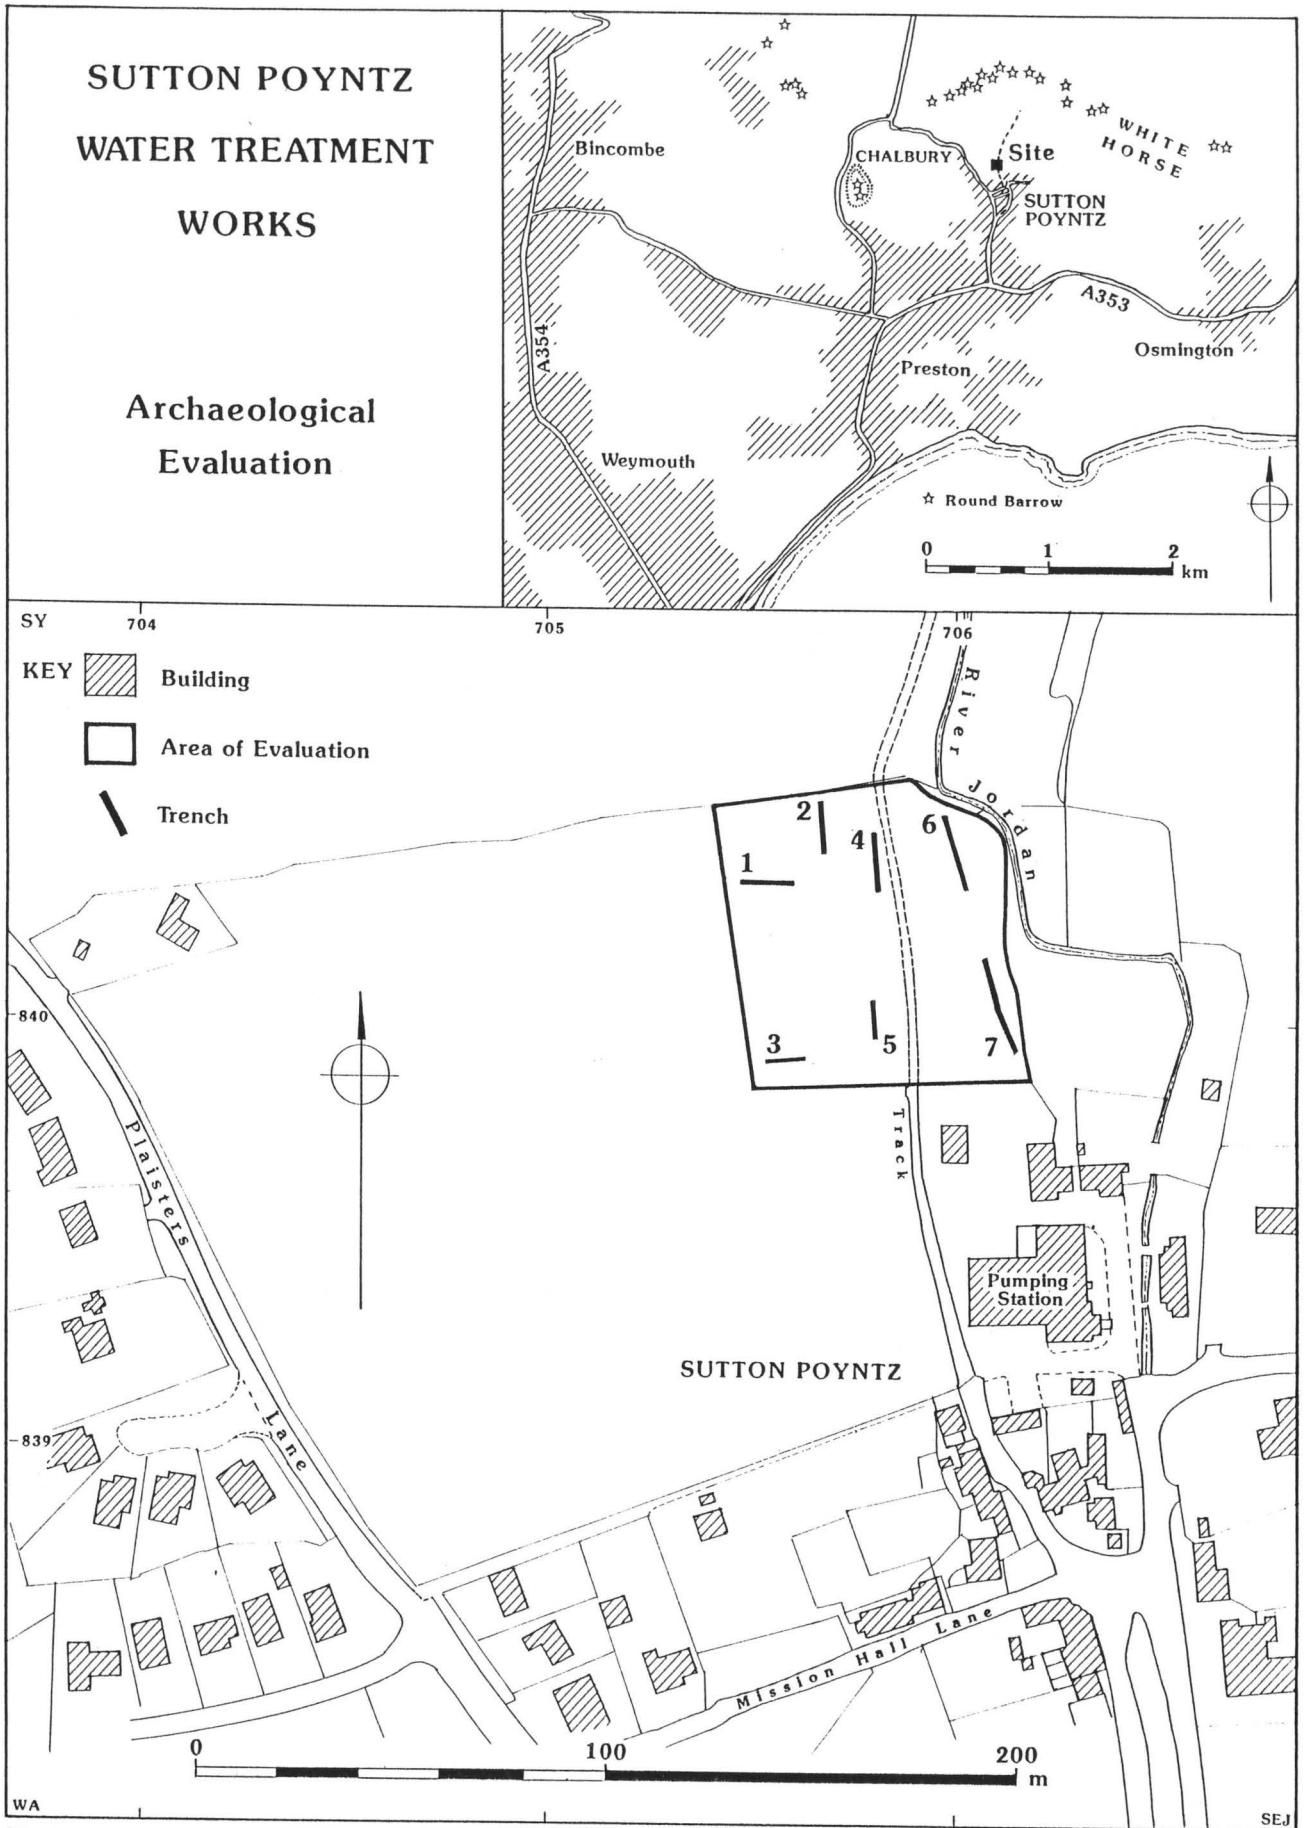 SUTTON POYNTZ
WATER TREATMENT
WORKS
Archaeological
Evaluation
Bincombe
CHALBURY
Site
WHITE
HORSE
SUTTON
POYNTZ
A353
A354
Osmington
Preston
Weymouth
Round Barrow
0 1 2
km
SY 704 705 706
KEY
Building
Area of Evaluation
Trench
River Jordan
2
4
6
1
840
3
5
7
Track
Plaisters Lane
Pumping
Station
SUTTON POYNTZ
839
Mission Hall Lane
0 100 200
m
WA
SEJ